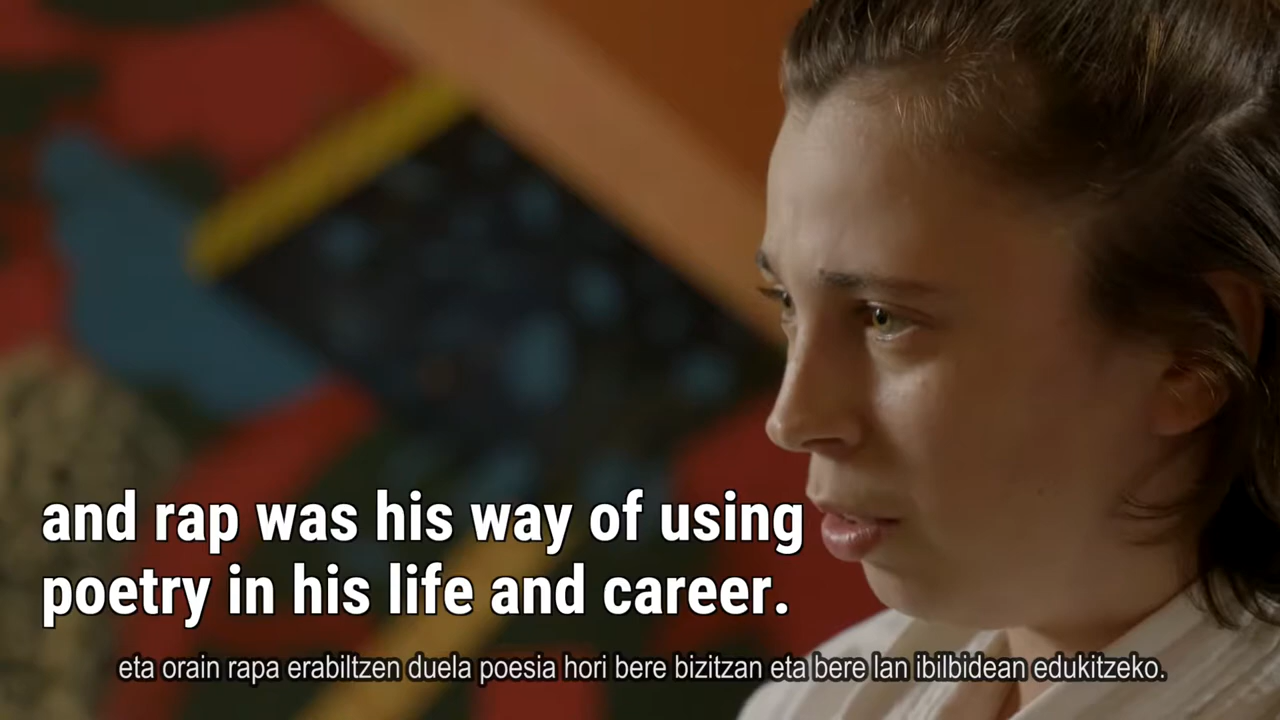 and rap was his way of using
poetry in his life and career.
eta orain rapa erabiltzen duela poesia hori bere bizitzan eta bere lan ibilbidean edukitzeko.